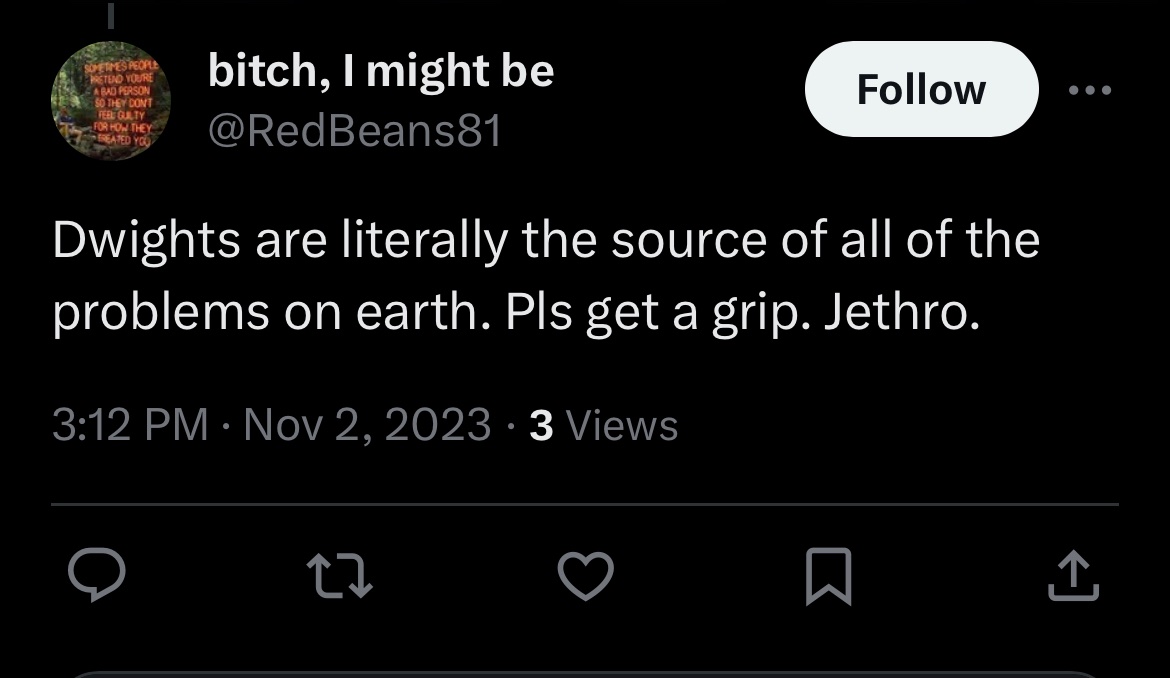 SOMETIMES PEOPLE
PRETEND YOU'RE
A BAD PERSON
SO THEY DON'T
FEEL GUILTY
FOR HOW THEY
TREATED YOU
bitch, I might be
@RedBeans81
Follow
Dwights are literally the source of all of the
problems on earth. Pls get a grip. Jethro.
3:12 PM · Nov 2, 2023 · 3 Views